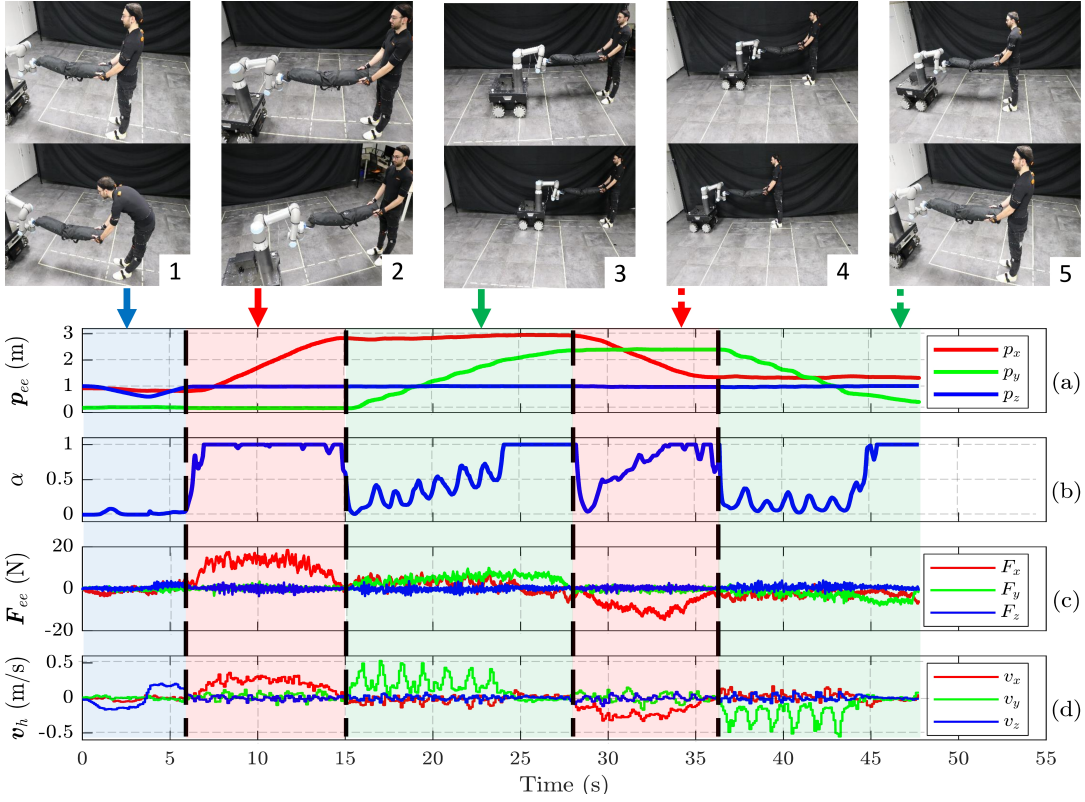 1
2
3
4
5
p_ee (m)
3
2
1
0
p_x
p_y
p_z
(a)
α
1
0.5
0
(b)
F_ee (N)
20
0
-20
F_x
F_y
F_z
(c)
v_h (m/s)
0.5
0
-0.5
v_x
v_y
v_z
(d)
0 5 10 15 20 25 30 35 40 45 50 55
Time (s)